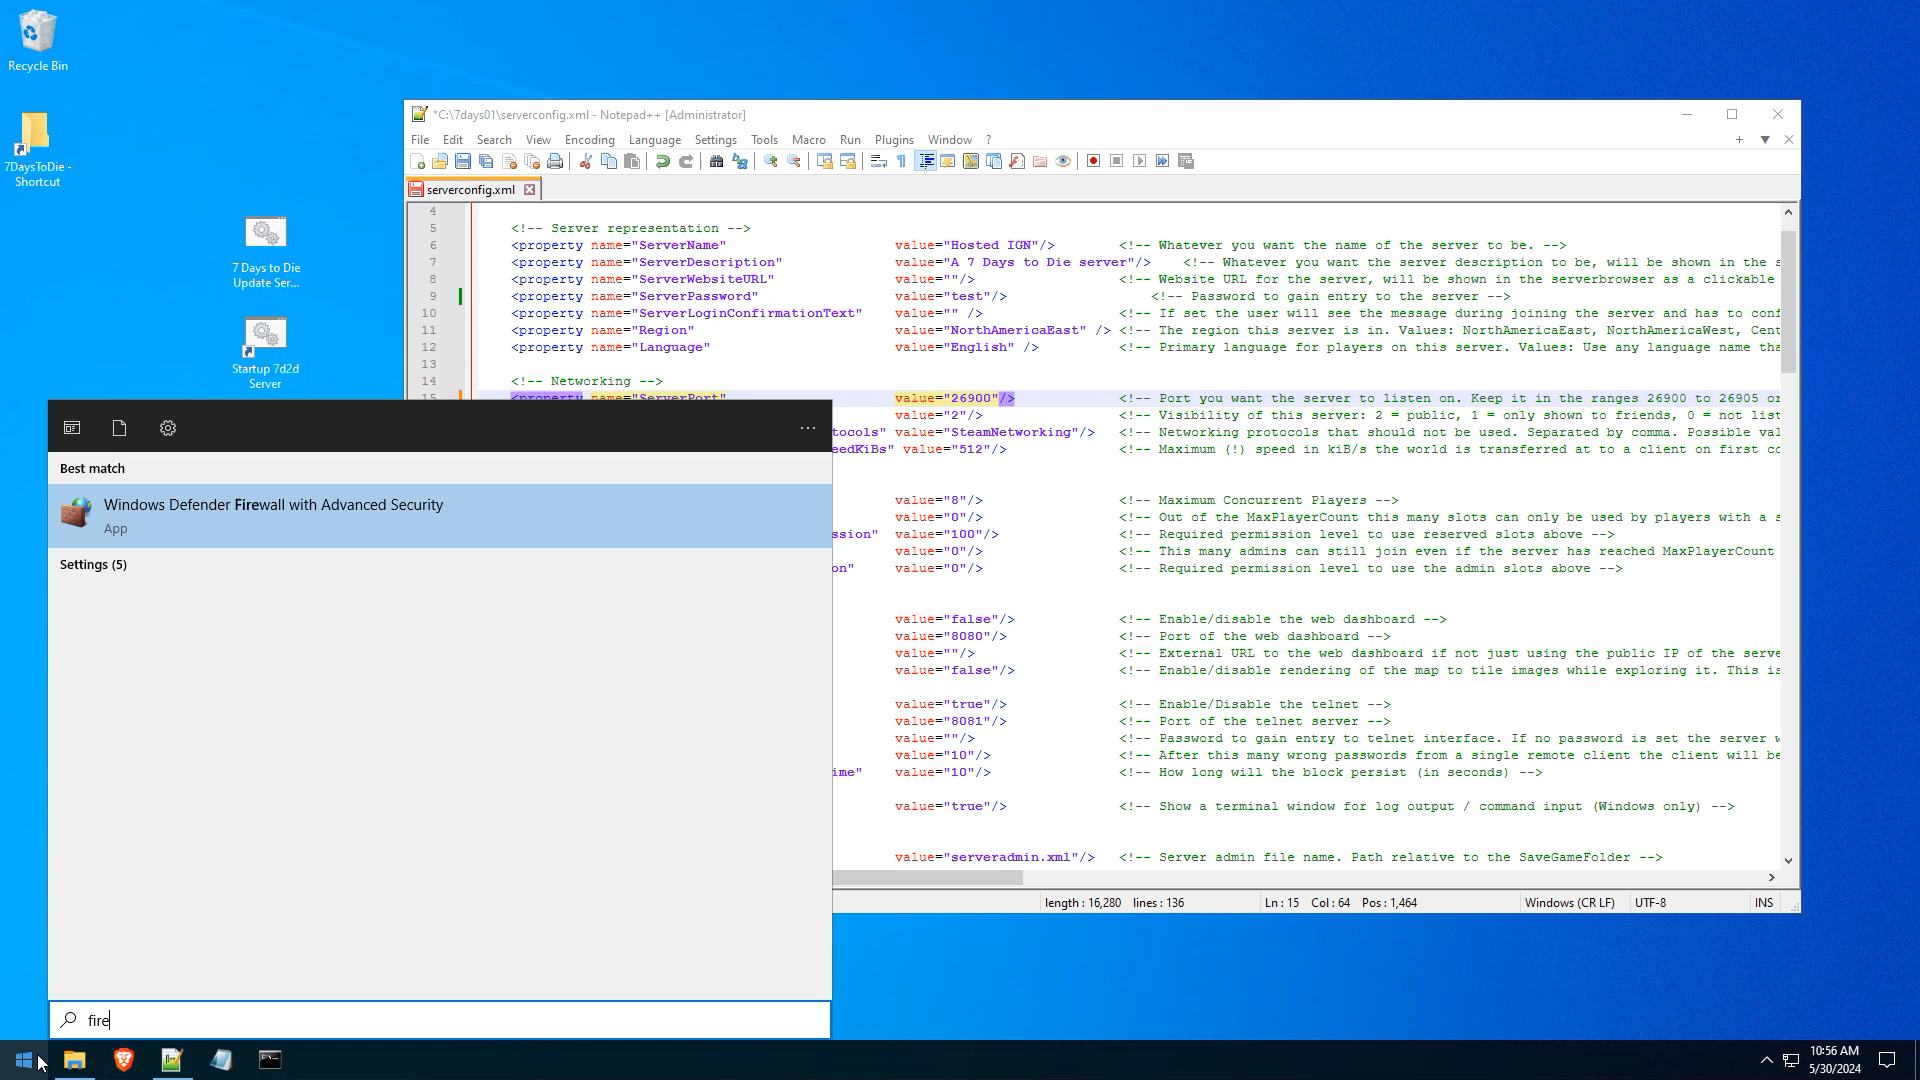 Recycle Bin
7DaysToDie -
Shortcut
7 Days to Die
Update Ser...
Startup 7d2d
Server
*C:\7days01\serverconfig.xml - Notepad++ [Administrator]
File Edit Search View Encoding Language Settings Tools Macro Run Plugins Window ?
serverconfig.xml
4
5 <!-- Server representation -->
6 <property name="ServerName" value="Hosted IGN"/> <!-- Whatever you want the name of the server to be. -->
7 <property name="ServerDescription" value="A 7 Days to Die server"/> <!-- Whatever you want the server description to be, will be shown in the s
8 <property name="ServerWebsiteURL" value=""/> <!-- Website URL for the server, will be shown in the serverbrowser as a clickable
9 <property name="ServerPassword" value="test"/> <!-- Password to gain entry to the server -->
10 <property name="ServerLoginConfirmationText" value="" /> <!-- If set the user will see the message during joining the server and has to conf
11 <property name="Region" value="NorthAmericaEast" /> <!-- The region this server is in. Values: NorthAmericaEast, NorthAmericaWest, Cent
12 <property name="Language" value="English" /> <!-- Primary language for players on this server. Values: Use any language name tha
13
14 <!-- Networking -->
15 <property name="ServerPort" value="26900"/> <!-- Port you want the server to listen on. Keep it in the ranges 26900 to 26905 or
value="2"/> <!-- Visibility of this server: 2 = public, 1 = only shown to friends, 0 = not list
tocols" value="SteamNetworking"/> <!-- Networking protocols that should not be used. Separated by comma. Possible val
eedKiBs" value="512"/> <!-- Maximum (!) speed in kiB/s the world is transferred at to a client on first co
value="8"/> <!-- Maximum Concurrent Players -->
value="0"/> <!-- Out of the MaxPlayerCount this many slots can only be used by players with a s
ssion" value="100"/> <!-- Required permission level to use reserved slots above -->
value="0"/> <!-- This many admins can still join even if the server has reached MaxPlayerCount
on" value="0"/> <!-- Required permission level to use the admin slots above -->
value="false"/> <!-- Enable/disable the web dashboard -->
value="8080"/> <!-- Port of the web dashboard -->
value=""/> <!-- External URL to the web dashboard if not just using the public IP of the serve
value="false"/> <!-- Enable/disable rendering of the map to tile images while exploring it. This is
value="true"/> <!-- Enable/Disable the telnet -->
value="8081"/> <!-- Port of the telnet server -->
value=""/> <!-- Password to gain entry to telnet interface. If no password is set the server w
value="10"/> <!-- After this many wrong passwords from a single remote client the client will be
ime" value="10"/> <!-- How long will the block persist (in seconds) -->
value="true"/> <!-- Show a terminal window for log output / command input (Windows only) -->
value="serveradmin.xml"/> <!-- Server admin file name. Path relative to the SaveGameFolder -->
length : 16,280 lines : 136 Ln : 15 Col : 64 Pos : 1,464 Windows (CR LF) UTF-8 INS
Best match
Windows Defender Firewall with Advanced Security
App
Settings (5)
fire
10:56 AM
5/30/2024